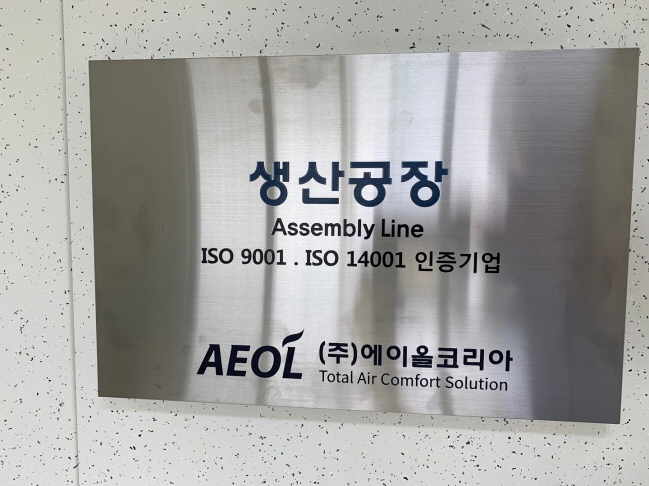 생산공장
Assembly Line
ISO 9001 . ISO 14001 인증기업
AEOL (주)에이올코리아
Total Air Comfort Solution